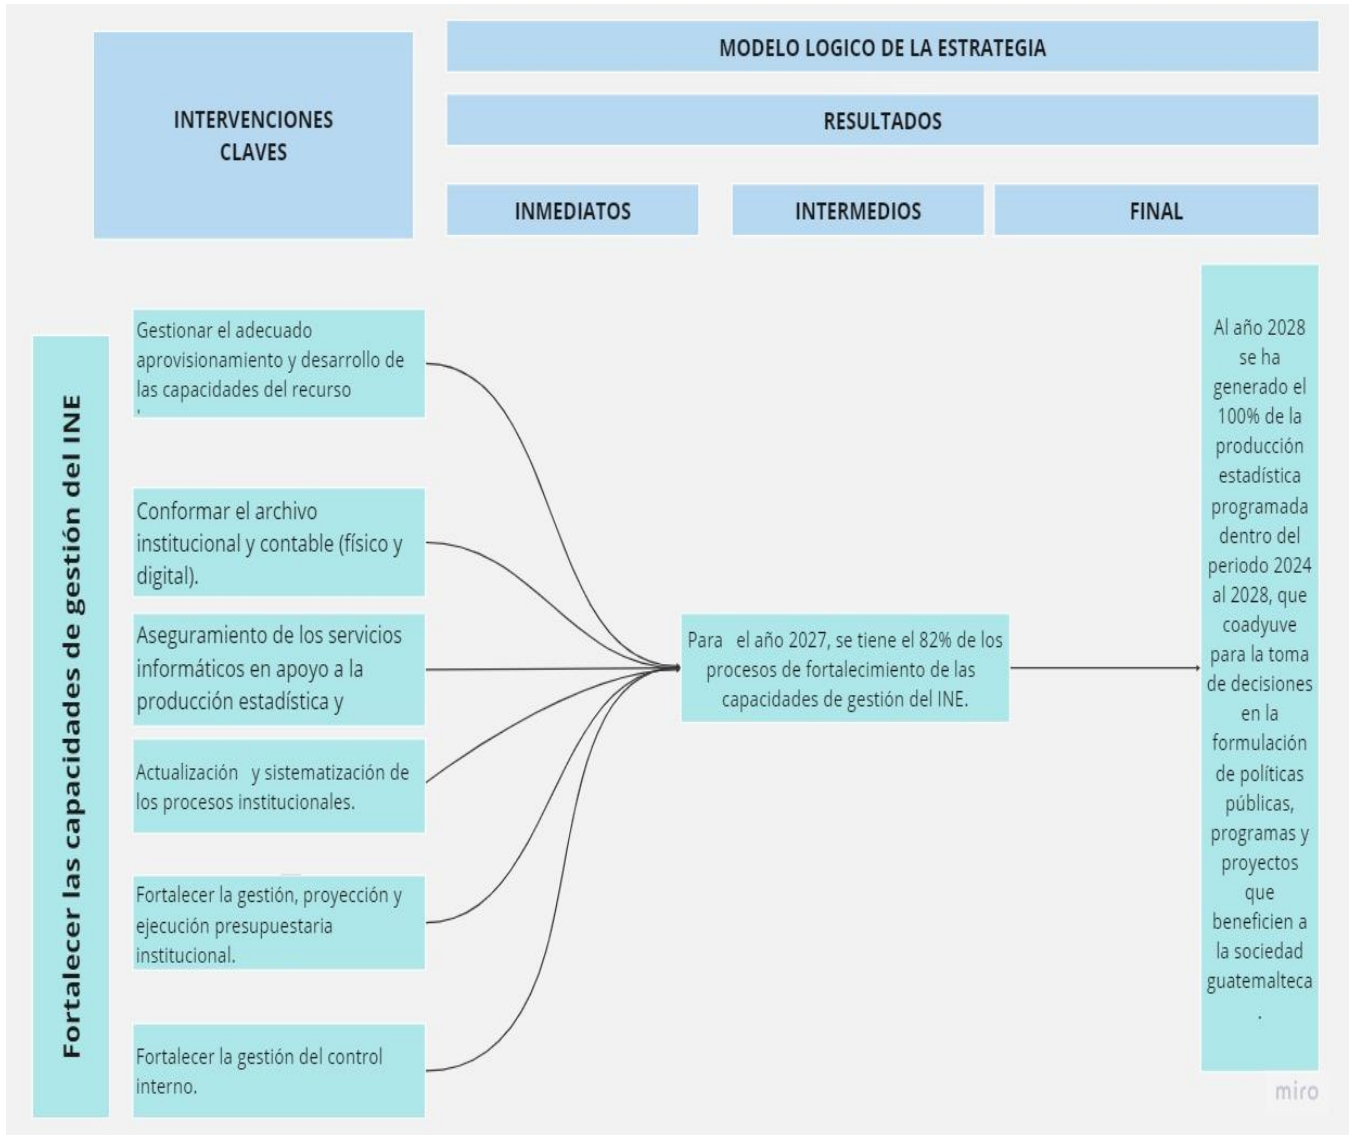 MODELO LOGICO DE LA ESTRATEGIA
INTERVENCIONES
CLAVES
RESULTADOS
INMEDIATOS
INTERMEDIOS
FINAL
Fortalecer las capacidades de gestión del INE
Gestionar el adecuado
aprovisionamiento y desarrollo de
las capacidades del recurso
Conformar el archivo
institucional y contable (físico y
digital).
Aseguramiento de los servicios
informáticos en apoyo a la
producción estadística y
Actualización y sistematización de
los procesos institucionales.
Fortalecer la gestión, proyección y
ejecución presupuestaria
institucional.
Fortalecer la gestión del control
interno.
Para el año 2027, se tiene el 82% de los
procesos de fortalecimiento de las
capacidades de gestión del INE.
Al año 2028
se ha
generado el
100% de la
producción
estadística
programada
dentro del
periodo 2024
al 2028, que
coadyuve
para la toma
de decisiones
en la
formulación
de políticas
públicas,
programas y
proyectos
que
beneficien a
la sociedad
guatemalteca
.
miro